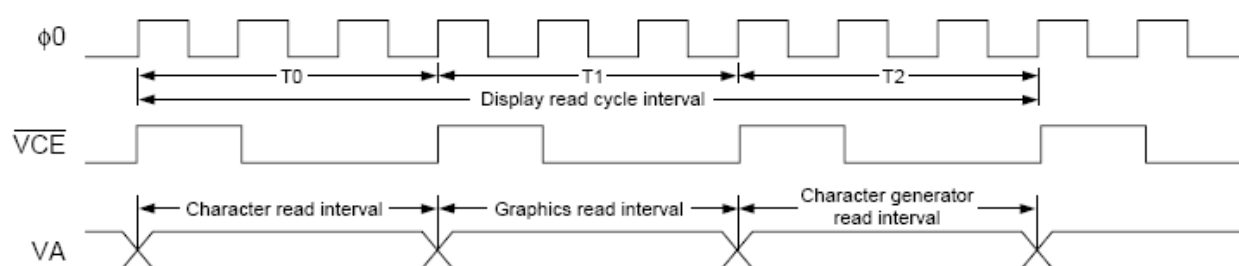 ϕ0
T0
T1
T2
Display read cycle interval
VCE
Character read interval
Graphics read interval
Character generator
read interval
VA